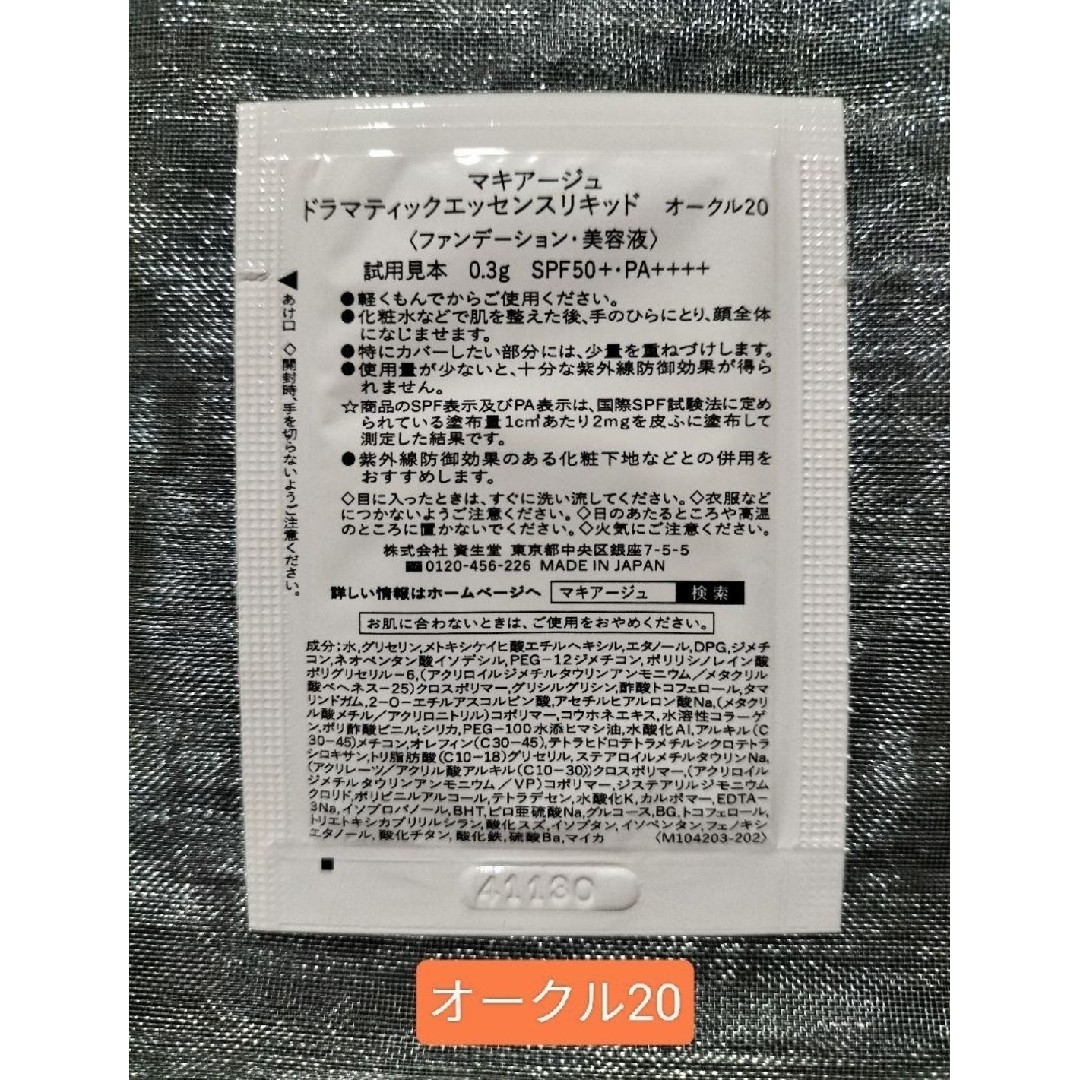 マキアージュ
ドラマティックエッセンスリキッド オークル20
〈ファンデーション・美容液〉
試用見本 0.3g SPF50+・PA++++
●軽くもんでからご使用ください。
●化粧水などで肌を整えた後、手のひらにとり、顔全体
になじませます。
●特にカバーしたい部分には、少量を重ねづけします。
●使用量が少ないと、十分な紫外線防御効果が得ら
れません。
☆商品のSPF表示及びPA表示は、国際SPF試験法に定め
られている塗布量1c㎡あたり2mgを皮ふに塗布して
測定した結果です。
●紫外線防御効果のある化粧下地などとの併用を
おすすめします。
◇目に入ったときは、すぐに洗い流してください。◇衣服など
につかないようご注意ください。◇日のあたるところや高温
のところに置かないでください。◇火気にご注意ください。
株式会社 資生堂 東京都中央区銀座7-5-5
☎0120-456-226 MADE IN JAPAN
詳しい情報はホームページへ マキアージュ 検索
お肌に合わないときは、ご使用をおやめください。
成分:水,グリセリン,メトキシケイヒ酸エチルヘキシル,エタノール,DPG,ジメチ
コン,ネオペンタン酸イソデシル,PEG-12ジメチコン,ポリリシノレイン酸
ポリグリセリル-6,(アクリロイルジメチルタウリンアンモニウム/メタクリル
酸ベヘネス-25)クロスポリマー,グリシルグリシン,酢酸トコフェロール,タマ
リンドガム,2-O-エチルアスコルビン酸,アセチルヒアルロン酸Na,(メタクリ
ル酸メチル/アクリロニトリル)コポリマー,コウホネエキス,水溶性コラーゲ
ン,ポリ酢酸ビニル,シリカ,PEG-100水添ヒマシ油,水酸化Al,アルキル(C
30-45)メチコン,オレフィン(C30-45),テトラヒドロテトラメチルシクロテトラ
シロキサン,トリ脂肪酸(C10-18)グリセリル,ステアロイルメチルタウリンNa,
(アクリレーツ/アクリル酸アルキル(C10-30))クロスポリマー,(アクリロイル
ジメチルタウリンアンモニウム/VP)コポリマー,ジステアリルジモニウム
クロリド,ポリビニルアルコール,テトラデセン,水酸化K,カルボマー,EDTA-
3Na,イソプロパノール,BHT,ピロ亜硫酸Na,グルコース,BG,トコフェロール,
トリエトキシカプリリルシラン,酸化スズ,イソブタン,イソペンタン,フェノキシ
エタノール,酸化チタン,酸化鉄,硫酸Ba,マイカ 〈M104203-202〉
◀あけ口 ◇開封時、手を切らないようご注意ください。
41130
オークル20